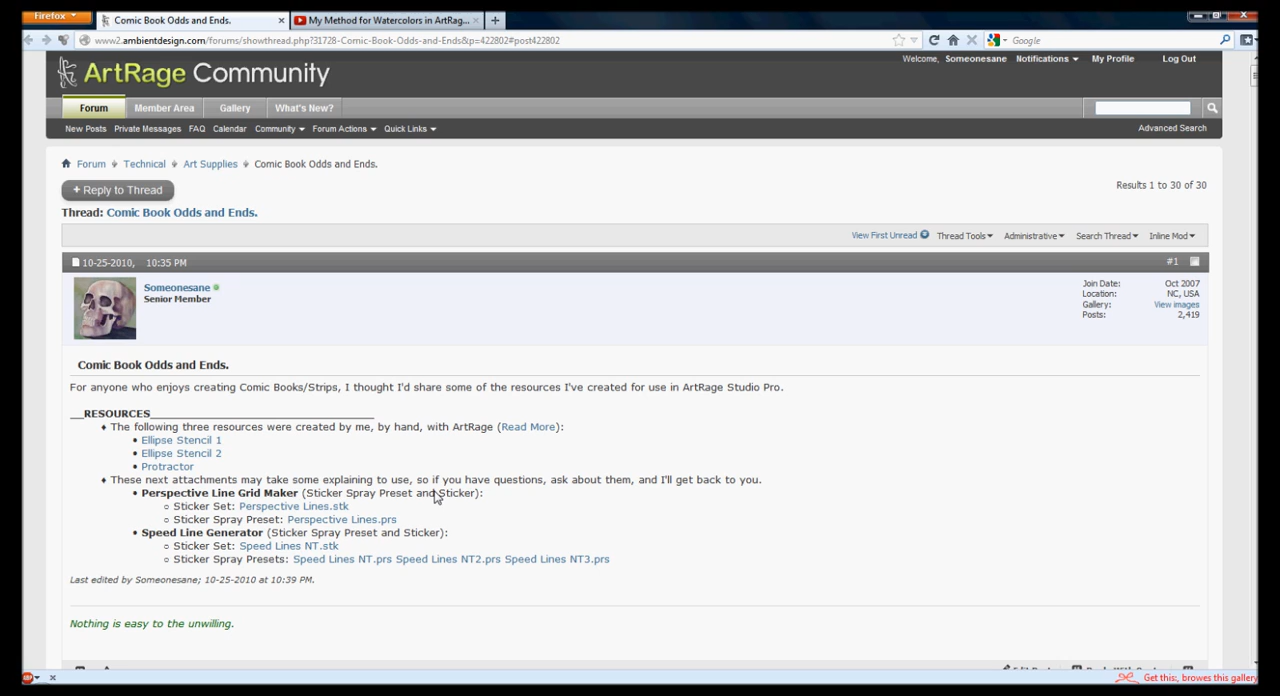 Firefox
Comic Book Odds and Ends.
My Method for Watercolors in ArtRag...
www2.ambientdesign.com/forums/showthread.php?31728-Comic-Book-Odds-and-Ends&p=422802#post422802
Google
ArtRage Community
Welcome, Someonesane Notifications My Profile Log Out
Forum Member Area Gallery What's New?
New Posts Private Messages FAQ Calendar Community Forum Actions Quick Links Advanced Search
Forum Technical Art Supplies Comic Book Odds and Ends.
+ Reply to Thread
Results 1 to 30 of 30
Thread: Comic Book Odds and Ends.
View First Unread Thread Tools Administrative Search Thread Inline Mod
10-25-2010, 10:35 PM #1
Someonesane
Senior Member
Join Date: Oct 2007
Location: NC, USA
Gallery: View images
Posts: 2,419
Comic Book Odds and Ends.
For anyone who enjoys creating Comic Books/Strips, I thought I'd share some of the resources I've created for use in ArtRage Studio Pro.
__RESOURCES__________________________________
♦ The following three resources were created by me, by hand, with ArtRage (Read More):
• Ellipse Stencil 1
• Ellipse Stencil 2
• Protractor
♦ These next attachments may take some explaining to use, so if you have questions, ask about them, and I'll get back to you.
• Perspective Line Grid Maker (Sticker Spray Preset and Sticker):
○ Sticker Set: Perspective Lines.stk
○ Sticker Spray Preset: Perspective Lines.prs
• Speed Line Generator (Sticker Spray Preset and Sticker):
○ Sticker Set: Speed Lines NT.stk
○ Sticker Spray Presets: Speed Lines NT.prs Speed Lines NT2.prs Speed Lines NT3.prs
Last edited by Someonesane; 10-25-2010 at 10:39 PM.
Nothing is easy to the unwilling.
Get this:, browes this gallery